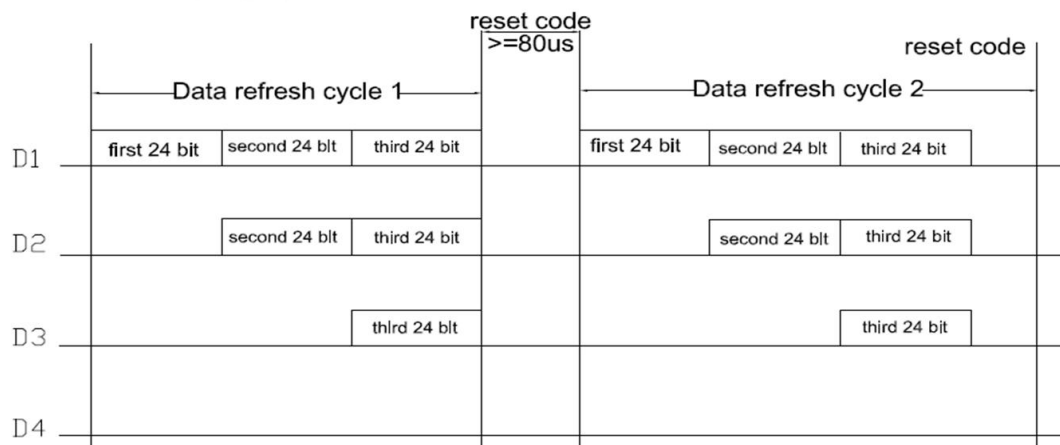 reset code
>=80us
reset code
Data refresh cycle 1
Data refresh cycle 2
D1 first 24 bit second 24 blt third 24 bit first 24 bit second 24 blt third 24 bit
D2 second 24 blt third 24 bit second 24 blt third 24 bit
D3 thlrd 24 blt third 24 bit
D4